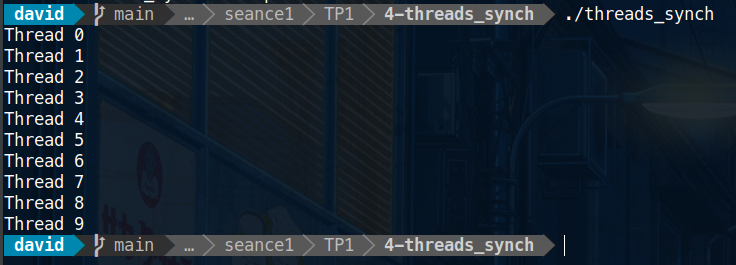 david main … seance1 TP1 4-threads_synch ./threads_synch
Thread 0
Thread 1
Thread 2
Thread 3
Thread 4
Thread 5
Thread 6
Thread 7
Thread 8
Thread 9
david main … seance1 TP1 4-threads_synch